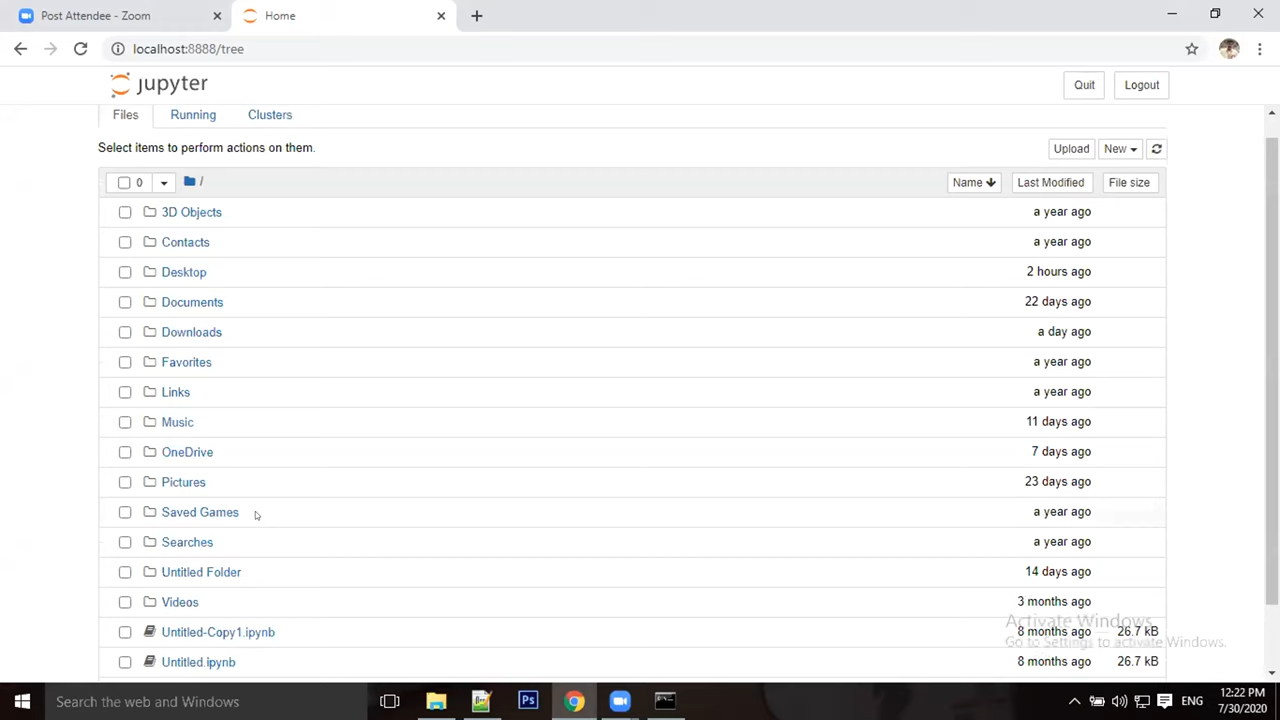 Post Attendee - Zoom
Home
localhost:8888/tree
jupyter
Quit
Logout
Files
Running
Clusters
Select items to perform actions on them.
Upload
New
0
/
Name
Last Modified
File size
3D Objects
a year ago
Contacts
a year ago
Desktop
2 hours ago
Documents
22 days ago
Downloads
a day ago
Favorites
a year ago
Links
a year ago
Music
11 days ago
OneDrive
7 days ago
Pictures
23 days ago
Saved Games
a year ago
Searches
a year ago
Untitled Folder
14 days ago
Videos
3 months ago
Untitled-Copy1.ipynb
8 months ago
26.7 kB
Untitled.ipynb
8 months ago
26.7 kB
Activate Windows
Go to Settings to activate Windows.
Search the web and Windows
Ps
ENG
12:22 PM
7/30/2020